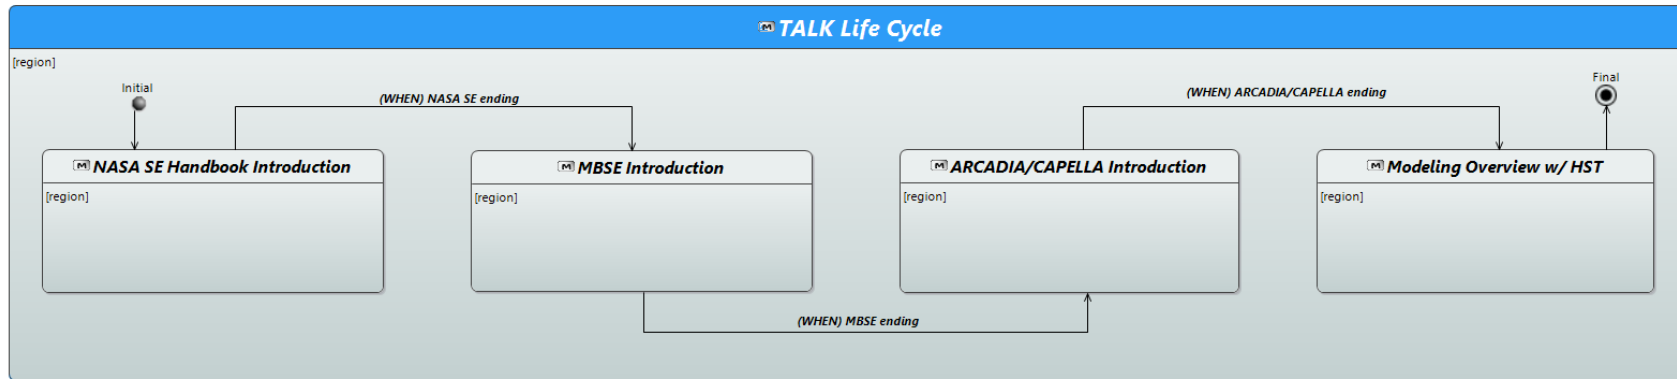 TALK Life Cycle
[region]
Initial
(WHEN) NASA SE ending
(WHEN) ARCADIA/CAPELLA ending
Final
M NASA SE Handbook Introduction
[region]
M MBSE Introduction
[region]
M ARCADIA/CAPELLA Introduction
[region]
M Modeling Overview w/ HST
[region]
(WHEN) MBSE ending